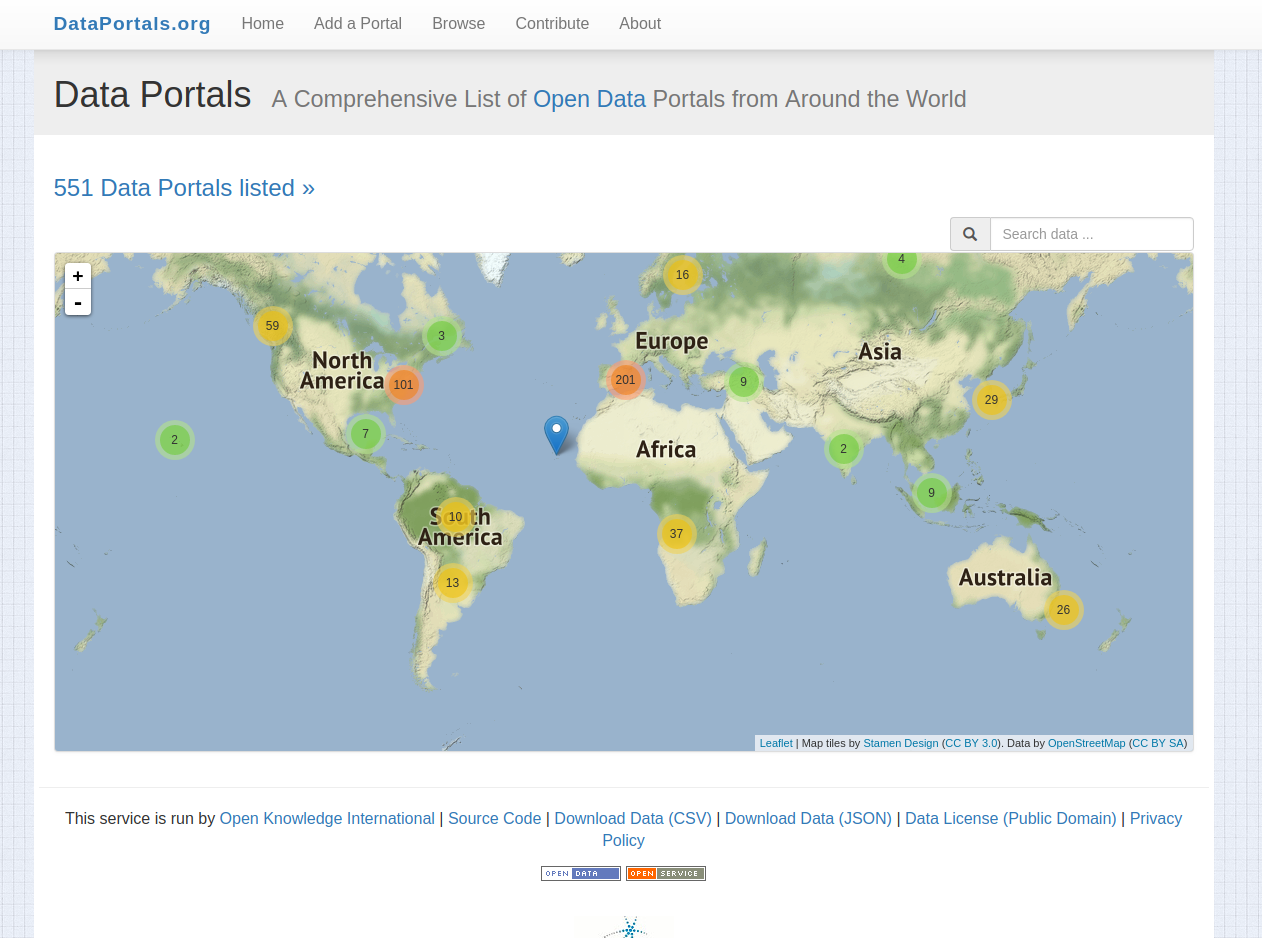 DataPortals.org Home Add a Portal Browse Contribute About
Data Portals A Comprehensive List of Open Data Portals from Around the World
551 Data Portals listed »
Search data ...
+
-
16
4
59
3
Europe
Asia
North
America
101
201
9
29
2
7
Africa
2
9
South
America
10
37
13
Australia
26
Leaflet | Map tiles by Stamen Design (CC BY 3.0). Data by OpenStreetMap (CC BY SA)
This service is run by Open Knowledge International | Source Code | Download Data (CSV) | Download Data (JSON) | Data License (Public Domain) | Privacy
Policy
OPEN DATA OPEN SERVICE